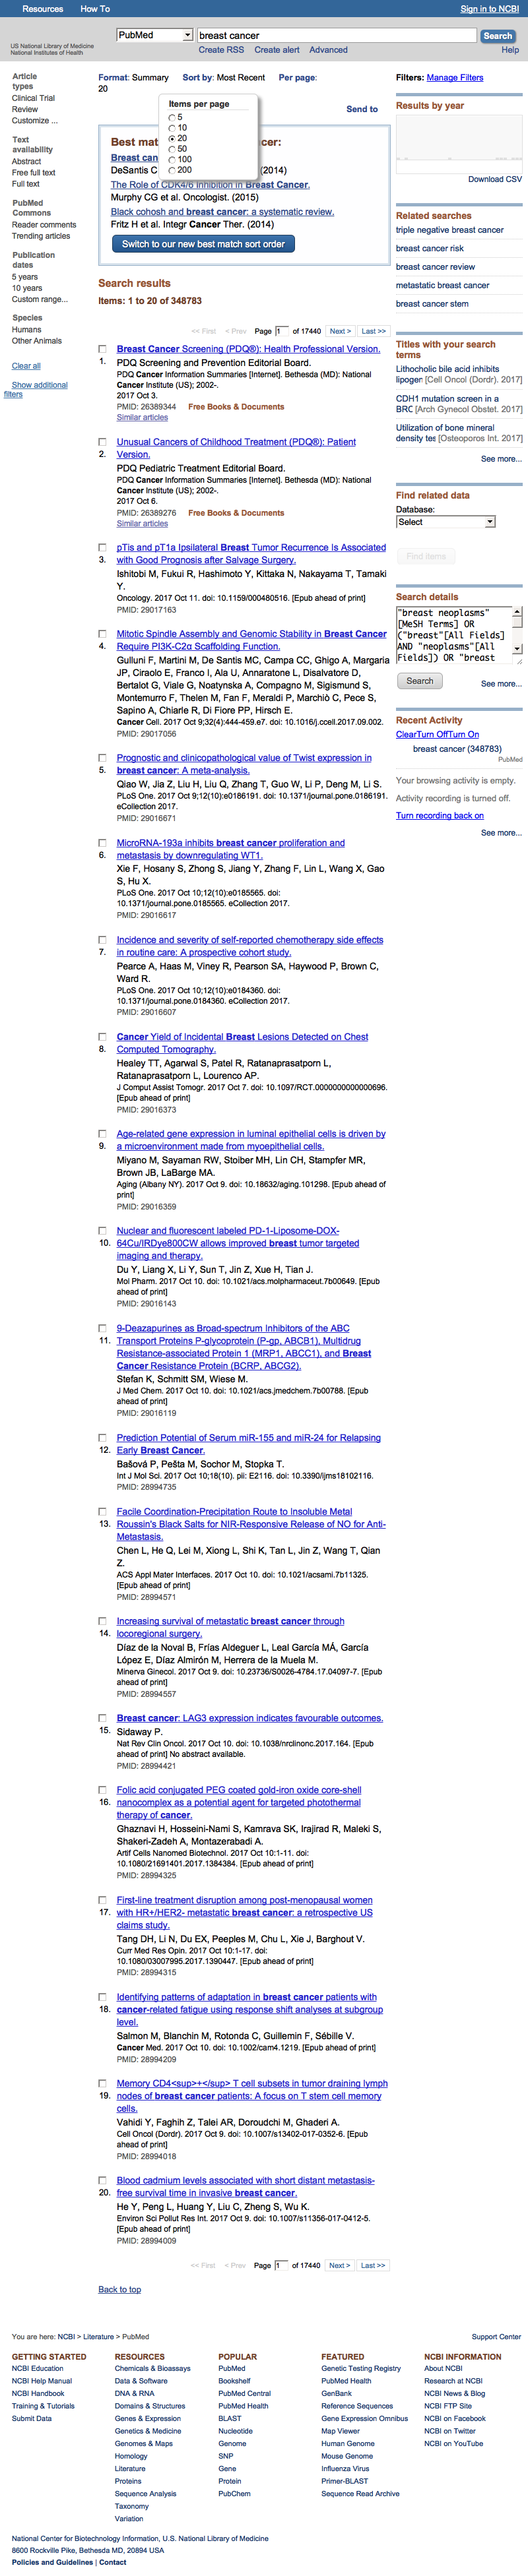 Resources How To Sign in to NCBI
US National Library of Medicine
National Institutes of Health
PubMed breast cancer Search
Create RSS Create alert Advanced Help
Article
types
Clinical Trial
Review
Customize ...
Text
availability
Abstract
Free full text
Full text
PubMed
Commons
Reader comments
Trending articles
Publication
dates
5 years
10 years
Custom range...
Species
Humans
Other Animals
Clear all
Show additional
filters
Format: Summary Sort by: Most Recent Per page:
20
Send to
Items per page
5
10
20
50
100
200
Best mat cer:
Breast can
DeSantis C (2014)
The Role of CDK4/6 Inhibition in Breast Cancer.
Murphy CG et al. Oncologist. (2015)
Black cohosh and breast cancer: a systematic review.
Fritz H et al. Integr Cancer Ther. (2014)
Switch to our new best match sort order
Search results
Items: 1 to 20 of 348783
<< First < Prev Page 1 of 17440 Next > Last >>
Breast Cancer Screening (PDQ®): Health Professional Version.
1. PDQ Screening and Prevention Editorial Board.
PDQ Cancer Information Summaries [Internet]. Bethesda (MD): National
Cancer Institute (US); 2002-.
2017 Oct 3.
PMID: 26389344 Free Books & Documents
Similar articles
Unusual Cancers of Childhood Treatment (PDQ®): Patient
2. Version.
PDQ Pediatric Treatment Editorial Board.
PDQ Cancer Information Summaries [Internet]. Bethesda (MD): National
Cancer Institute (US); 2002-.
2017 Oct 6.
PMID: 26389276 Free Books & Documents
Similar articles
pTis and pT1a Ipsilateral Breast Tumor Recurrence Is Associated
3. with Good Prognosis after Salvage Surgery.
Ishitobi M, Fukui R, Hashimoto Y, Kittaka N, Nakayama T, Tamaki
Y.
Oncology. 2017 Oct 11. doi: 10.1159/000480516. [Epub ahead of print]
PMID: 29017163
Mitotic Spindle Assembly and Genomic Stability in Breast Cancer
4. Require PI3K-C2α Scaffolding Function.
Gulluni F, Martini M, De Santis MC, Campa CC, Ghigo A, Margaria
JP, Ciraolo E, Franco I, Ala U, Annaratone L, Disalvatore D,
Bertalot G, Viale G, Noatynska A, Compagno M, Sigismund S,
Montemurro F, Thelen M, Fan F, Meraldi P, Marchiò C, Pece S,
Sapino A, Chiarle R, Di Fiore PP, Hirsch E.
Cancer Cell. 2017 Oct 9;32(4):444-459.e7. doi: 10.1016/j.ccell.2017.09.002.
PMID: 29017056
Prognostic and clinicopathological value of Twist expression in
5. breast cancer: A meta-analysis.
Qiao W, Jia Z, Liu H, Liu Q, Zhang T, Guo W, Li P, Deng M, Li S.
PLoS One. 2017 Oct 9;12(10):e0186191. doi: 10.1371/journal.pone.0186191.
eCollection 2017.
PMID: 29016671
MicroRNA-193a inhibits breast cancer proliferation and
6. metastasis by downregulating WT1.
Xie F, Hosany S, Zhong S, Jiang Y, Zhang F, Lin L, Wang X, Gao
S, Hu X.
PLoS One. 2017 Oct 10;12(10):e0185565. doi:
10.1371/journal.pone.0185565. eCollection 2017.
PMID: 29016617
Incidence and severity of self-reported chemotherapy side effects
7. in routine care: A prospective cohort study.
Pearce A, Haas M, Viney R, Pearson SA, Haywood P, Brown C,
Ward R.
PLoS One. 2017 Oct 10;12(10):e0184360. doi:
10.1371/journal.pone.0184360. eCollection 2017.
PMID: 29016607
Cancer Yield of Incidental Breast Lesions Detected on Chest
8. Computed Tomography.
Healey TT, Agarwal S, Patel R, Ratanaprasatporn L,
Ratanaprasatporn L, Lourenco AP.
J Comput Assist Tomogr. 2017 Oct 7. doi: 10.1097/RCT.0000000000000696.
[Epub ahead of print]
PMID: 29016373
Age-related gene expression in luminal epithelial cells is driven by
9. a microenvironment made from myoepithelial cells.
Miyano M, Sayaman RW, Stoiber MH, Lin CH, Stampfer MR,
Brown JB, LaBarge MA.
Aging (Albany NY). 2017 Oct 9. doi: 10.18632/aging.101298. [Epub ahead of
print]
PMID: 29016359
Nuclear and fluorescent labeled PD-1-Liposome-DOX-
10. 64Cu/IRDye800CW allows improved breast tumor targeted
imaging and therapy.
Du Y, Liang X, Li Y, Sun T, Jin Z, Xue H, Tian J.
Mol Pharm. 2017 Oct 10. doi: 10.1021/acs.molpharmaceut.7b00649. [Epub
ahead of print]
PMID: 29016143
9-Deazapurines as Broad-spectrum Inhibitors of the ABC
11. Transport Proteins P-glycoprotein (P-gp, ABCB1), Multidrug
Resistance-associated Protein 1 (MRP1, ABCC1), and Breast
Cancer Resistance Protein (BCRP, ABCG2).
Stefan K, Schmitt SM, Wiese M.
J Med Chem. 2017 Oct 10. doi: 10.1021/acs.jmedchem.7b00788. [Epub
ahead of print]
PMID: 29016119
Prediction Potential of Serum miR-155 and miR-24 for Relapsing
12. Early Breast Cancer.
Bašová P, Pešta M, Sochor M, Stopka T.
Int J Mol Sci. 2017 Oct 10;18(10). pii: E2116. doi: 10.3390/ijms18102116.
PMID: 28994735
Facile Coordination-Precipitation Route to Insoluble Metal
13. Roussin's Black Salts for NIR-Responsive Release of NO for Anti-
Metastasis.
Chen L, He Q, Lei M, Xiong L, Shi K, Tan L, Jin Z, Wang T, Qian
Z.
ACS Appl Mater Interfaces. 2017 Oct 10. doi: 10.1021/acsami.7b11325.
[Epub ahead of print]
PMID: 28994571
Increasing survival of metastatic breast cancer through
14. locoregional surgery.
Díaz de la Noval B, Frías Aldeguer L, Leal García MÁ, García
López E, Díaz Almirón M, Herrera de la Muela M.
Minerva Ginecol. 2017 Oct 9. doi: 10.23736/S0026-4784.17.04097-7. [Epub
ahead of print]
PMID: 28994557
Breast cancer: LAG3 expression indicates favourable outcomes.
15. Sidaway P.
Nat Rev Clin Oncol. 2017 Oct 10. doi: 10.1038/nrclinonc.2017.164. [Epub
ahead of print] No abstract available.
PMID: 28994421
Folic acid conjugated PEG coated gold-iron oxide core-shell
16. nanocomplex as a potential agent for targeted photothermal
therapy of cancer.
Ghaznavi H, Hosseini-Nami S, Kamrava SK, Irajirad R, Maleki S,
Shakeri-Zadeh A, Montazerabadi A.
Artif Cells Nanomed Biotechnol. 2017 Oct 10:1-11. doi:
10.1080/21691401.2017.1384384. [Epub ahead of print]
PMID: 28994325
First-line treatment disruption among post-menopausal women
17. with HR+/HER2- metastatic breast cancer: a retrospective US
claims study.
Tang DH, Li N, Du EX, Peeples M, Chu L, Xie J, Barghout V.
Curr Med Res Opin. 2017 Oct 10:1-17. doi:
10.1080/03007995.2017.1390447. [Epub ahead of print]
PMID: 28994315
Identifying patterns of adaptation in breast cancer patients with
18. cancer-related fatigue using response shift analyses at subgroup
level.
Salmon M, Blanchin M, Rotonda C, Guillemin F, Sébille V.
Cancer Med. 2017 Oct 10. doi: 10.1002/cam4.1219. [Epub ahead of print]
PMID: 28994209
Memory CD4<sup>+</sup> T cell subsets in tumor draining lymph
19. nodes of breast cancer patients: A focus on T stem cell memory
cells.
Vahidi Y, Faghih Z, Talei AR, Doroudchi M, Ghaderi A.
Cell Oncol (Dordr). 2017 Oct 9. doi: 10.1007/s13402-017-0352-6. [Epub
ahead of print]
PMID: 28994018
Blood cadmium levels associated with short distant metastasis-
20. free survival time in invasive breast cancer.
He Y, Peng L, Huang Y, Liu C, Zheng S, Wu K.
Environ Sci Pollut Res Int. 2017 Oct 9. doi: 10.1007/s11356-017-0412-5.
[Epub ahead of print]
PMID: 28994009
<< First < Prev Page 1 of 17440 Next > Last >>
Back to top
Filters: Manage Filters
Results by year
Download CSV
Related searches
triple negative breast cancer
breast cancer risk
breast cancer review
metastatic breast cancer
breast cancer stem
Titles with your search
terms
Lithocholic bile acid inhibits
lipoger [Cell Oncol (Dordr). 2017]
CDH1 mutation screen in a
BRC [Arch Gynecol Obstet. 2017]
Utilization of bone mineral
density tes [Osteoporos Int. 2017]
See more...
Find related data
Database:
Select
Find items
Search details
"breast neoplasms"
[MeSH Terms] OR
("breast"[All Fields]
AND "neoplasms"[All
Fields]) OR "breast
Search
See more...
Recent Activity
ClearTurn OffTurn On
breast cancer (348783)
PubMed
Your browsing activity is empty.
Activity recording is turned off.
Turn recording back on
See more...
You are here: NCBI > Literature > PubMed Support Center
GETTING STARTED
NCBI Education
NCBI Help Manual
NCBI Handbook
Training & Tutorials
Submit Data
RESOURCES
Chemicals & Bioassays
Data & Software
DNA & RNA
Domains & Structures
Genes & Expression
Genetics & Medicine
Genomes & Maps
Homology
Literature
Proteins
Sequence Analysis
Taxonomy
Variation
POPULAR
PubMed
Bookshelf
PubMed Central
PubMed Health
BLAST
Nucleotide
Genome
SNP
Gene
Protein
PubChem
FEATURED
Genetic Testing Registry
PubMed Health
GenBank
Reference Sequences
Gene Expression Omnibus
Map Viewer
Human Genome
Mouse Genome
Influenza Virus
Primer-BLAST
Sequence Read Archive
NCBI INFORMATION
About NCBI
Research at NCBI
NCBI News & Blog
NCBI FTP Site
NCBI on Facebook
NCBI on Twitter
NCBI on YouTube
National Center for Biotechnology Information, U.S. National Library of Medicine
8600 Rockville Pike, Bethesda MD, 20894 USA
Policies and Guidelines | Contact